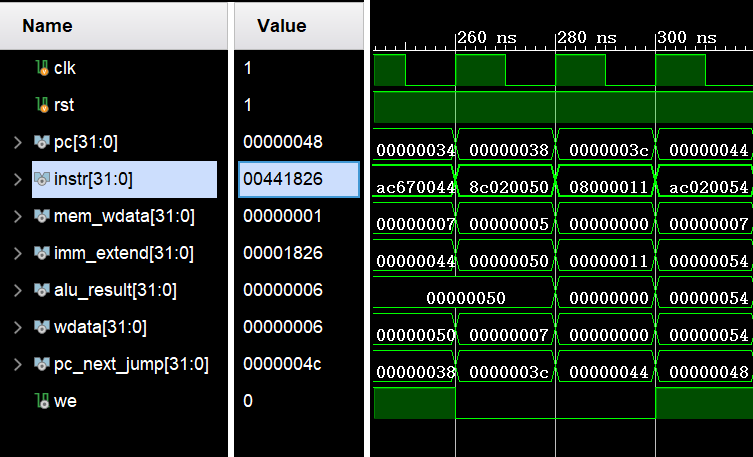 Name Value 260 ns 280 ns 300 ns
clk 1
rst 1
pc[31:0] 00000048 00000034 00000038 0000003c 00000044
instr[31:0] 00441826 ac670044 8c020050 08000011 ac020054
mem_wdata[31:0] 00000001 00000007 00000005 00000000 00000007
imm_extend[31:0] 00001826 00000044 00000050 00000011 00000054
alu_result[31:0] 00000006 00000050 00000000 00000054
wdata[31:0] 00000006 00000050 00000007 00000000 00000054
pc_next_jump[31:0] 0000004c 00000038 0000003c 00000044 00000048
we 0